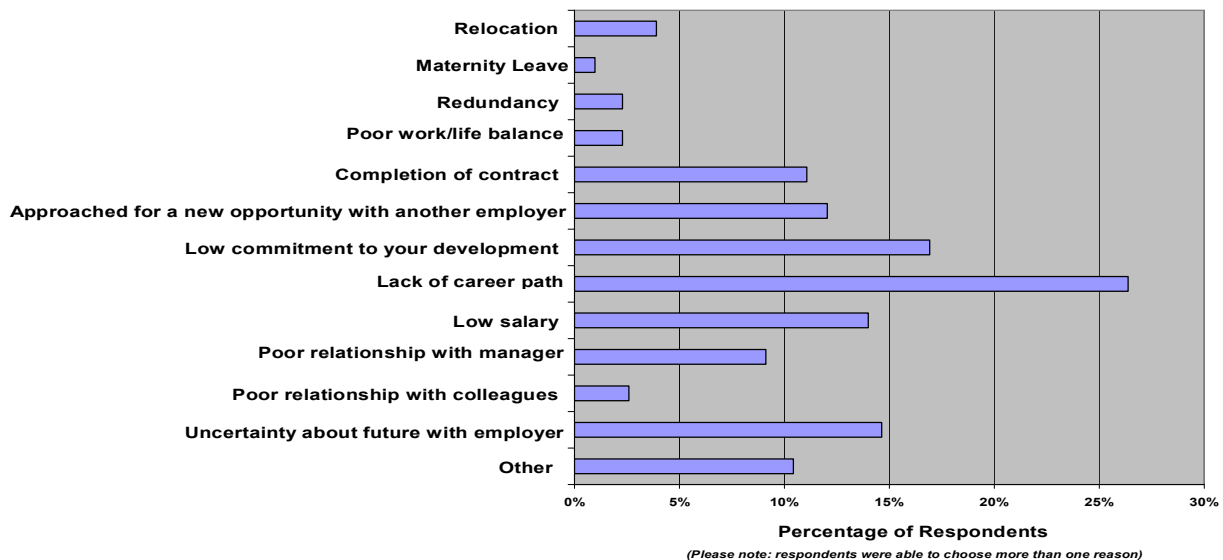 Relocation
Maternity Leave
Redundancy
Poor work/life balance
Completion of contract
Approached for a new opportunity with another employer
Low commitment to your development
Lack of career path
Low salary
Poor relationship with manager
Poor relationship with colleagues
Uncertainty about future with employer
Other
0% 5% 10% 15% 20% 25% 30%
Percentage of Respondents
(Please note: respondents were able to choose more than one reason)